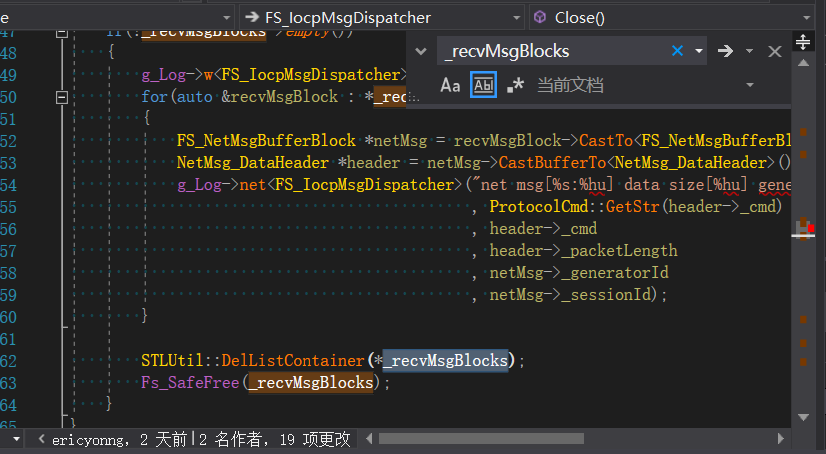 e FS_IocpMsgDispatcher Close()
47 if(!_recvMsgBlocks->empty())
48 {
49 g_Log->w<FS_IocpMsgDispatcher>
50 for(auto &recvMsgBlock : *_rec
51 {
52 FS_NetMsgBufferBlock *netMsg = recvMsgBlock->CastTo<FS_NetMsgBufferBl
53 NetMsg_DataHeader *header = netMsg->CastBufferTo<NetMsg_DataHeader>()
54 g_Log->net<FS_IocpMsgDispatcher>("net msg[%s:%hu] data size[%hu] gene
55 , ProtocolCmd::GetStr(header->_cmd)
56 , header->_cmd
57 , header->_packetLength
58 , netMsg->_generatorId
59 , netMsg->_sessionId);
60 }
61
62 STLUtil::DelListContainer(*_recvMsgBlocks);
63 Fs_SafeFree(_recvMsgBlocks);
64 }
65 }
_recvMsgBlocks
Aa Abl .* 当前文档
ericyonng, 2 天前|2 名作者, 19 项更改